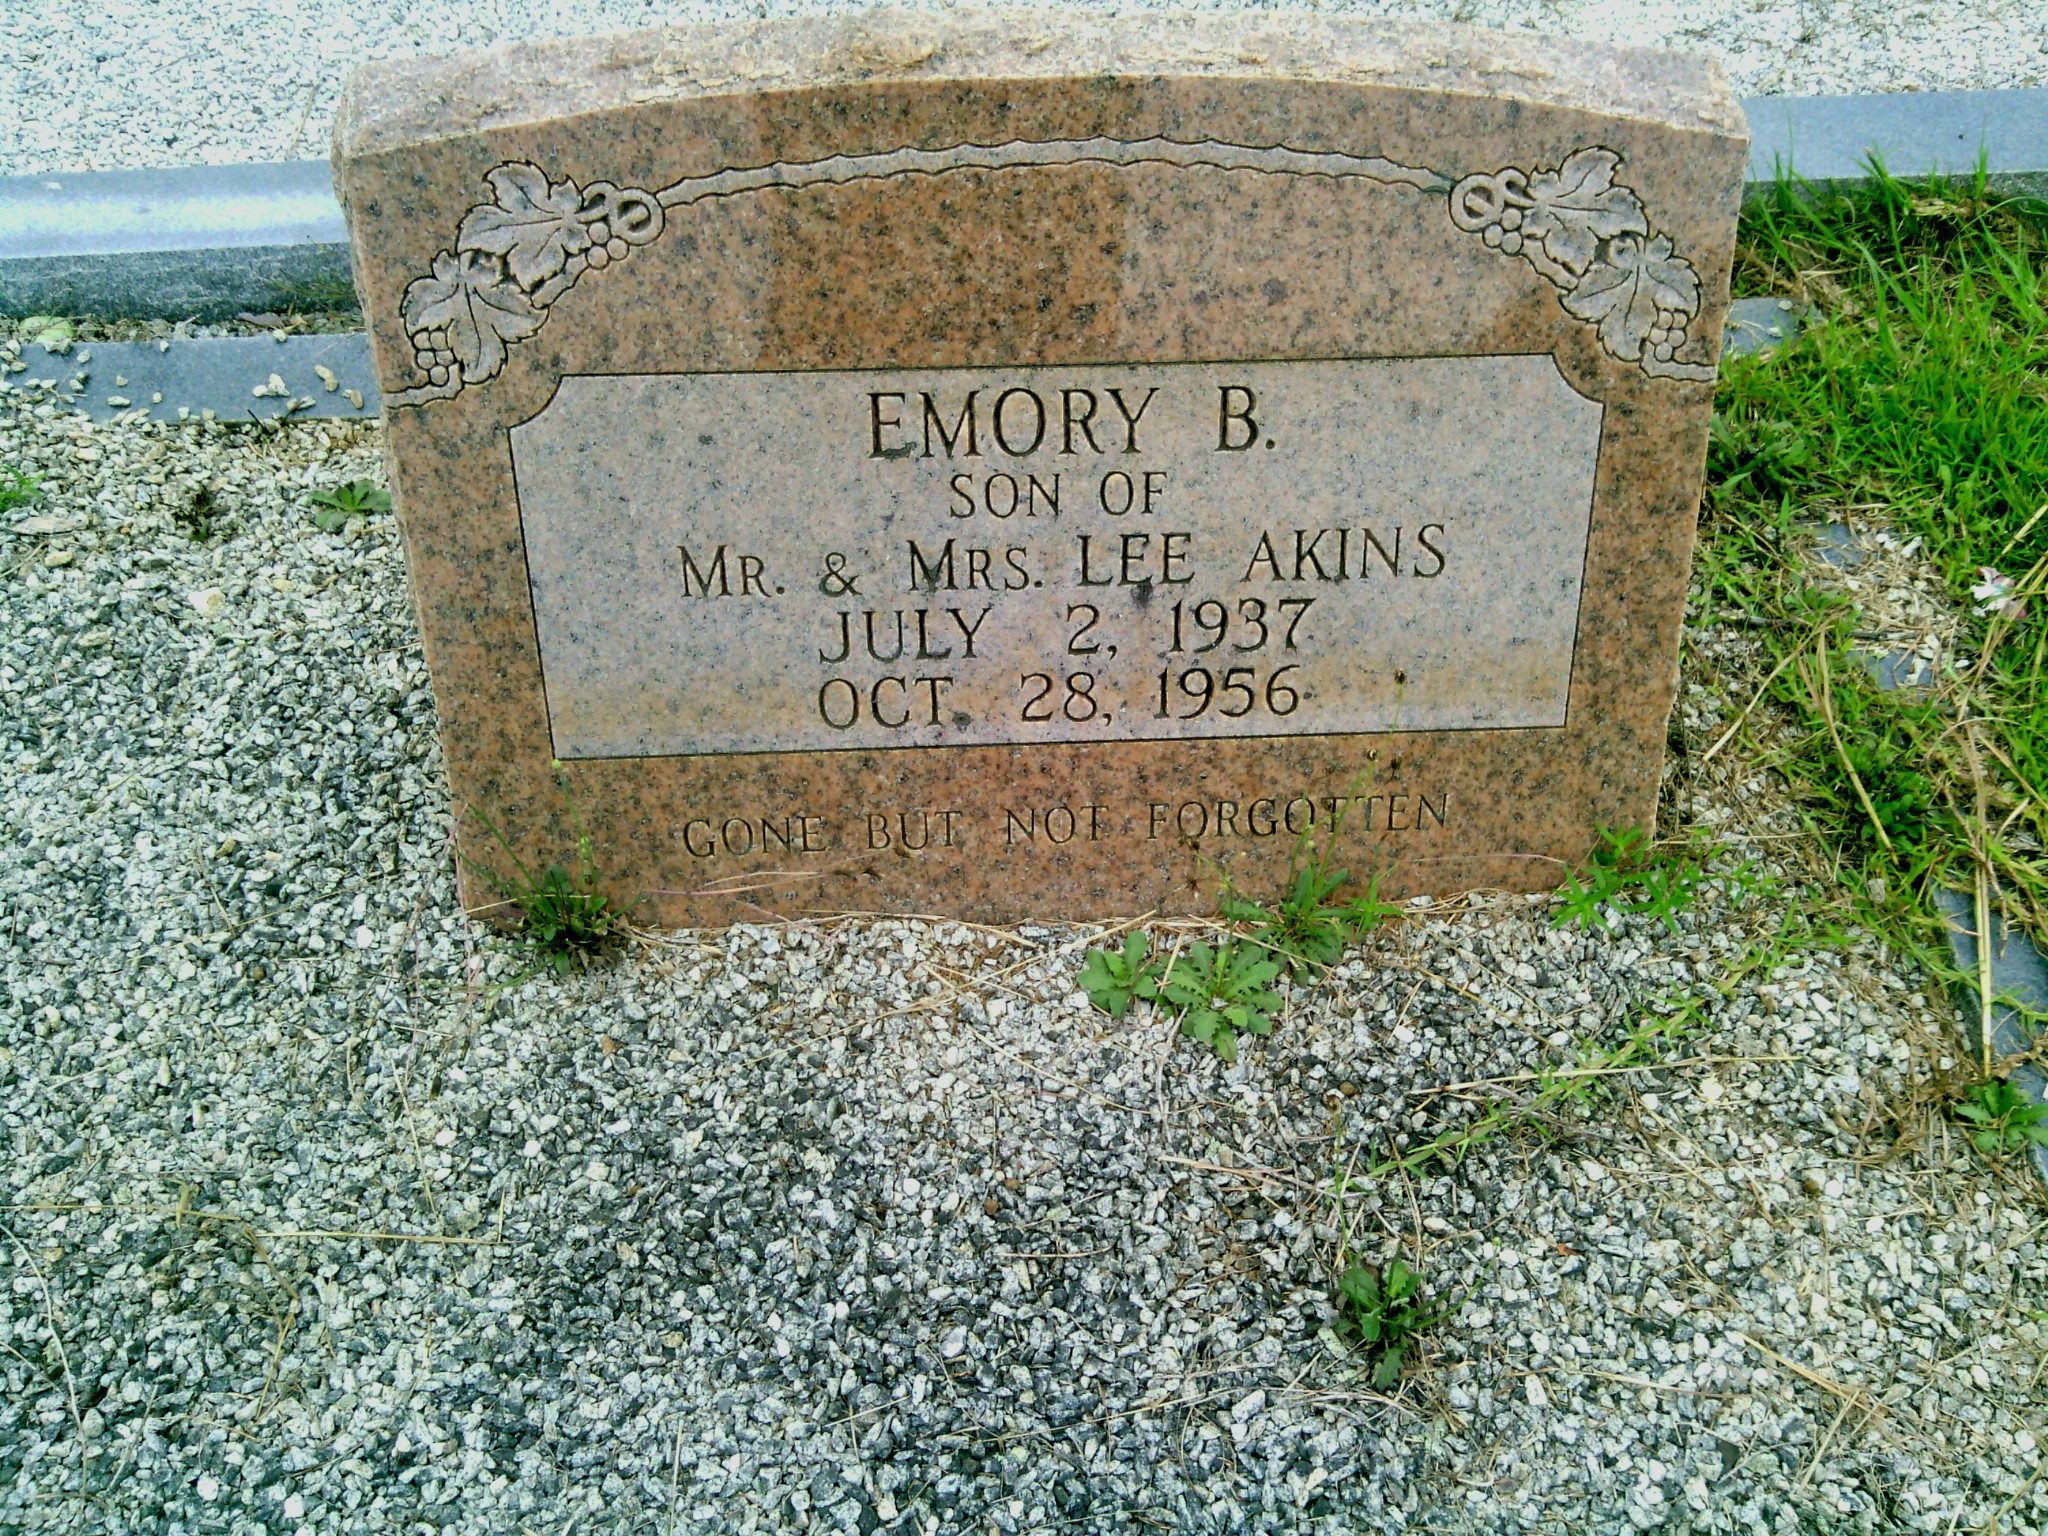 EMORY B.
SON OF
MR. & MRS. LEE AKINS
JULY 2, 1937
OCT. 28, 1956
GONE BUT NOT FORGOTTEN